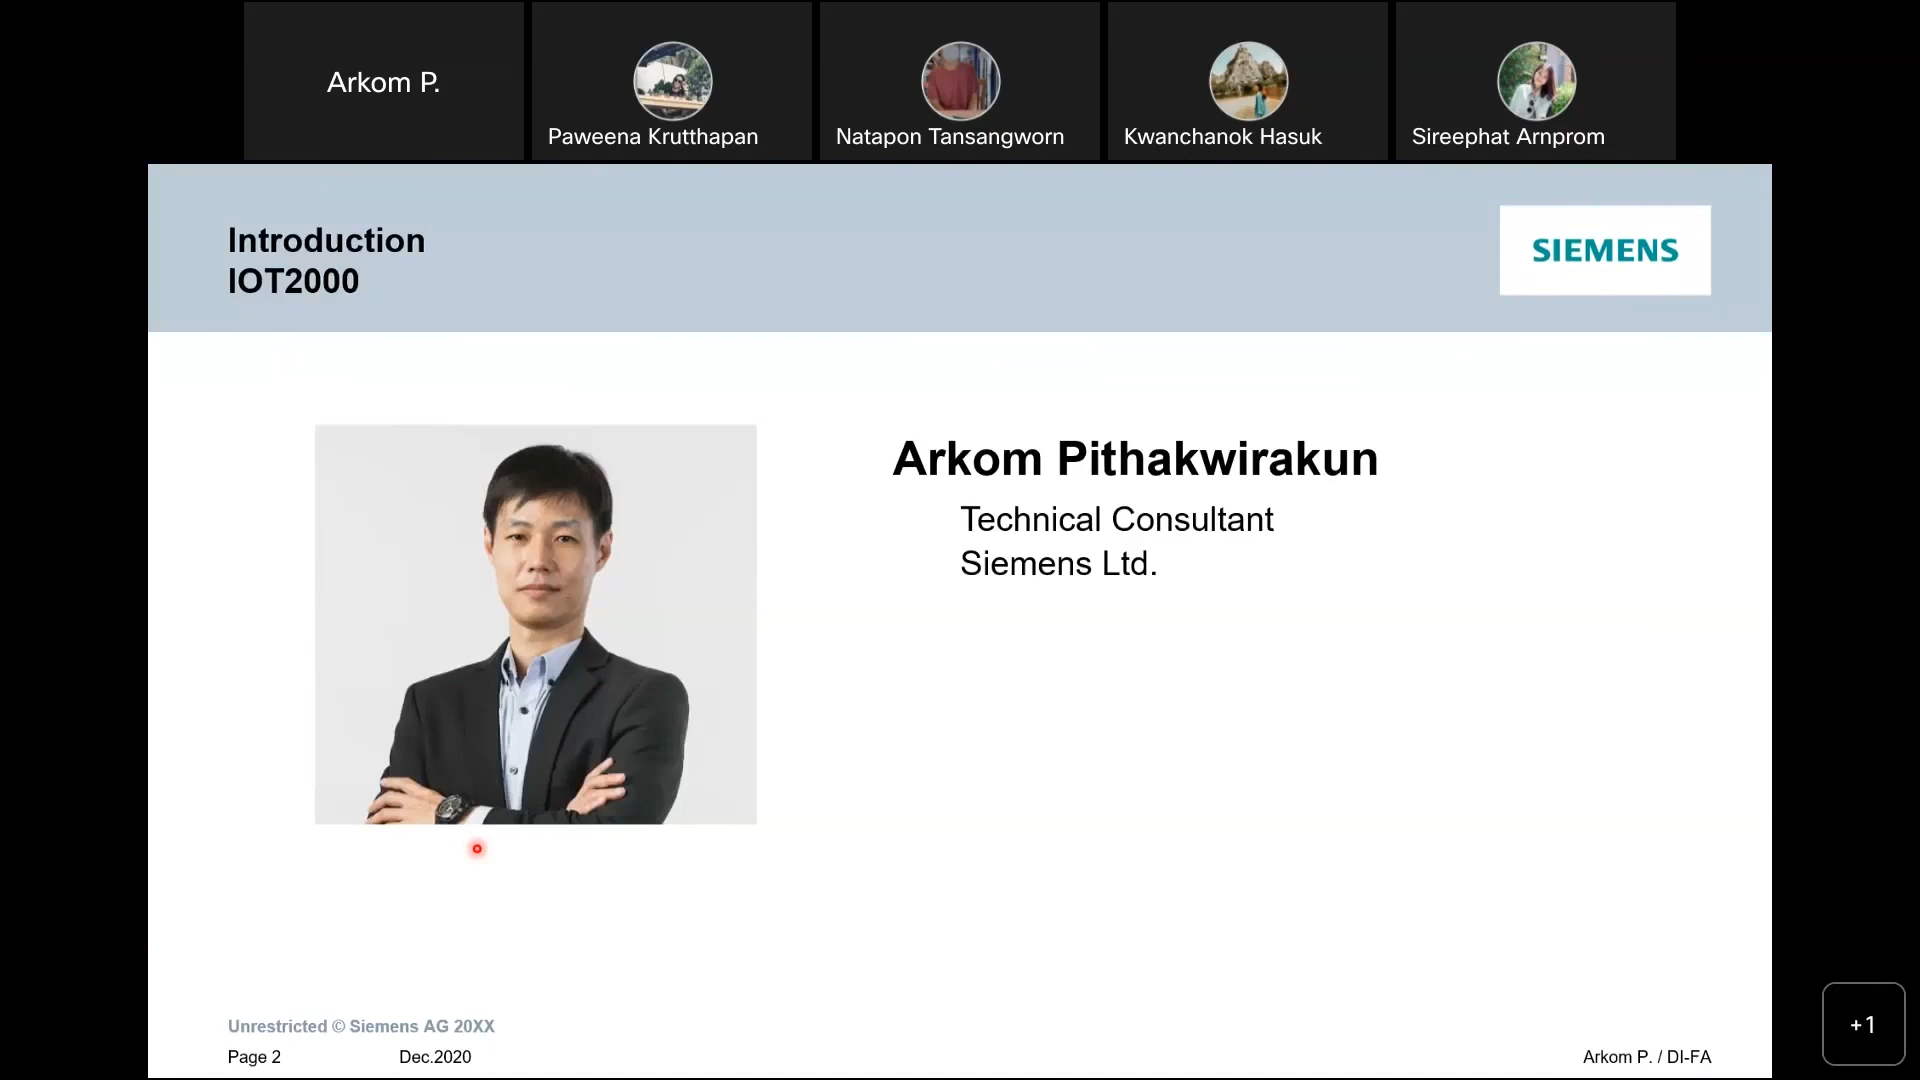 Arkom P.
Paweena Krutthapan
Natapon Tansangworn
Kwanchanok Hasuk
Sireephat Arnprom
Introduction
IOT2000
SIEMENS
Arkom Pithakwirakun
Technical Consultant
Siemens Ltd.
Unrestricted © Siemens AG 20XX
Page 2
Dec.2020
Arkom P. / DI-FA
+1